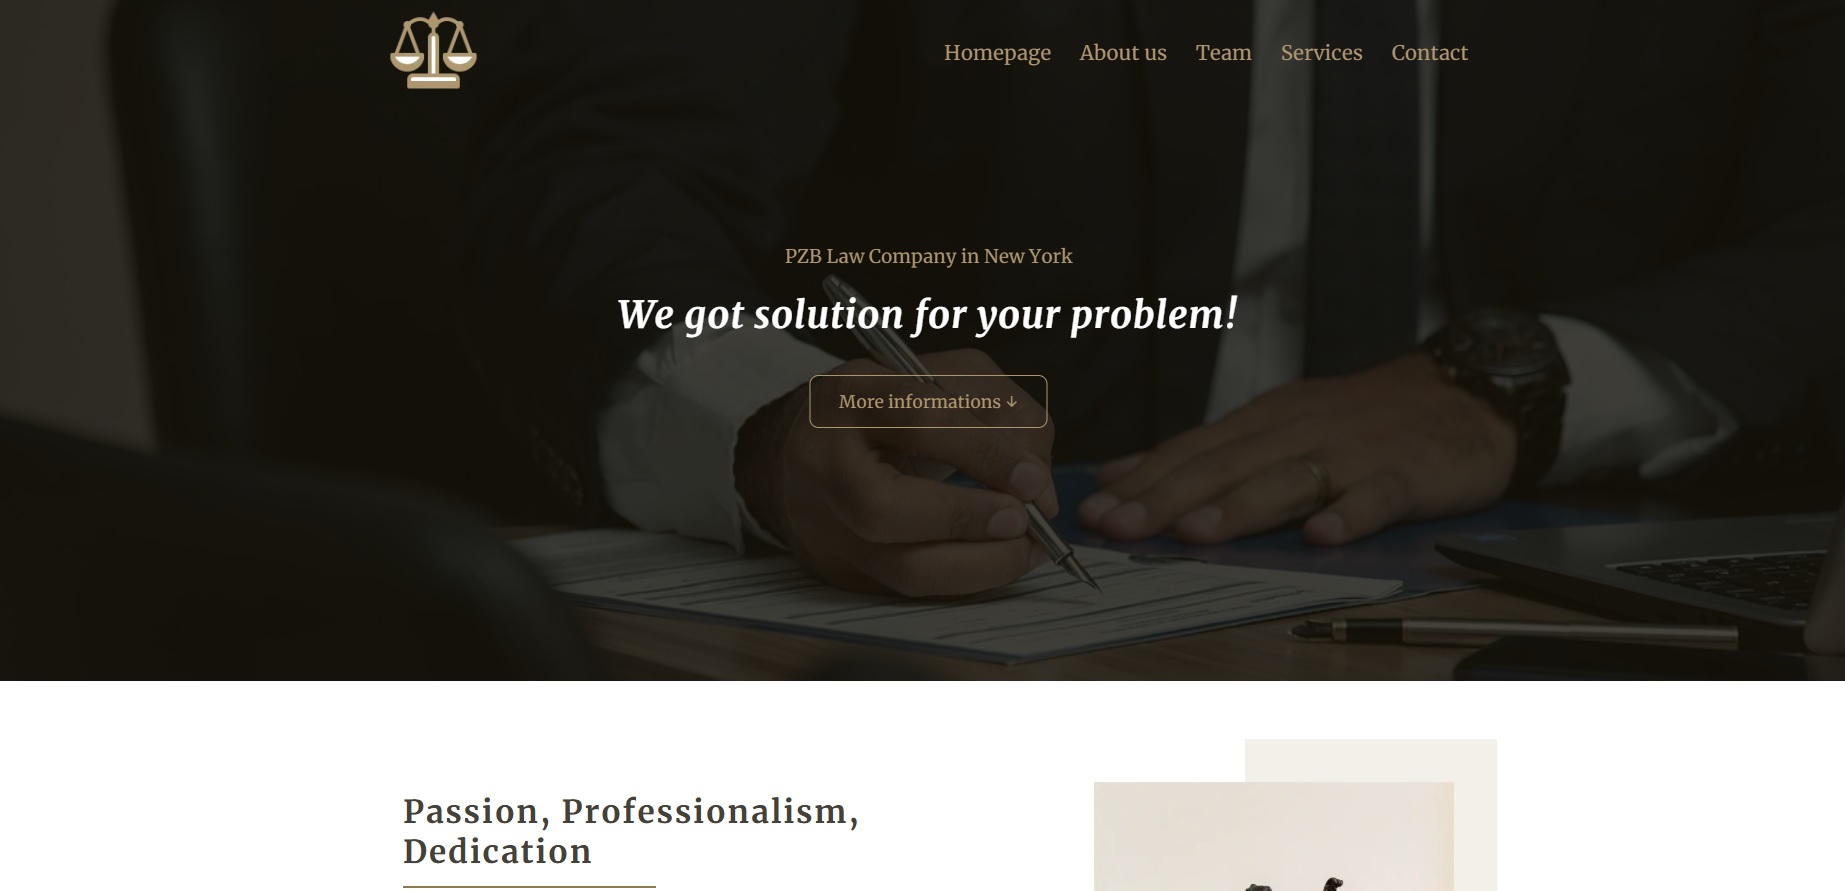 Homepage About us Team Services Contact
PZB Law Company in New York
We got solution for your problem!
More informations ↓
Passion, Professionalism,
Dedication